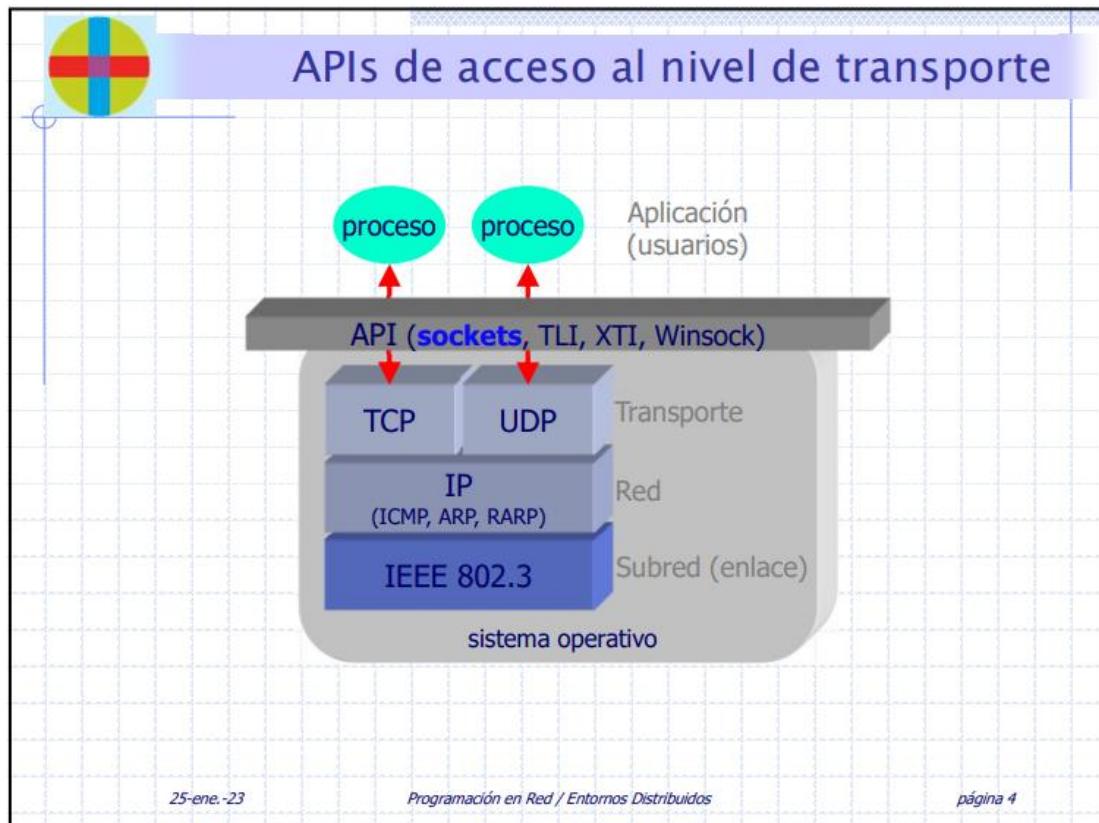 APIs de acceso al nivel de transporte
proceso
proceso
Aplicación
(usuarios)
API (sockets, TLI, XTI, Winsock)
TCP
UDP
Transporte
IP
(ICMP, ARP, RARP)
Red
IEEE 802.3
Subred (enlace)
sistema operativo
25-ene.-23
Programación en Red / Entornos Distribuidos
página 4